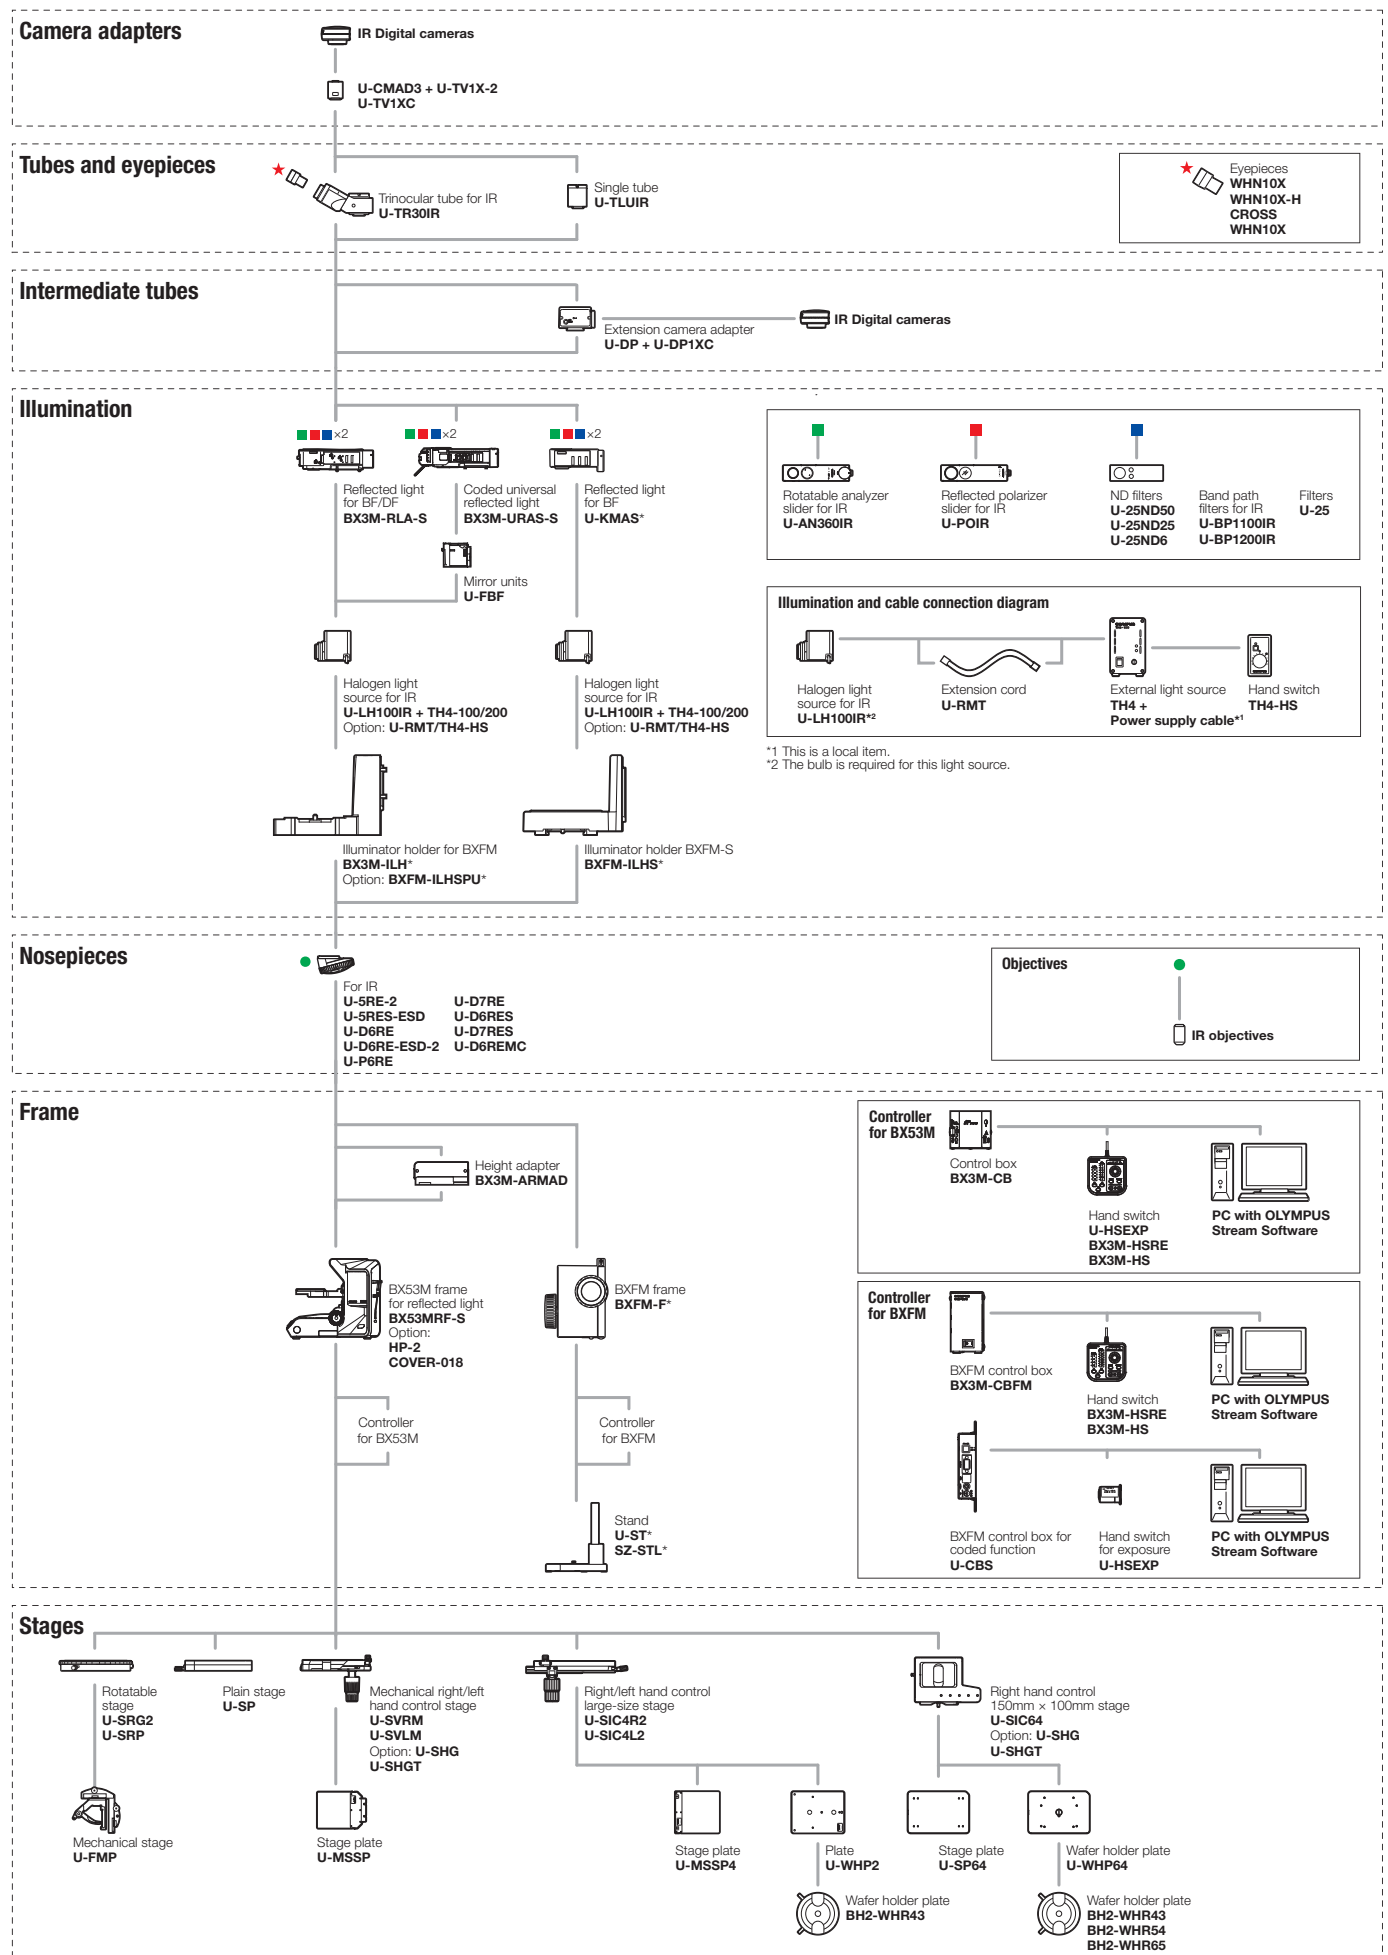 Camera adapters
IR Digital cameras
U-CMAD3 + U-TV1X-2
U-TV1XC
Tubes and eyepieces
Trinocular tube for IR
U-TR30IR
Single tube
U-TLUIR
Eyepieces
WHN10X
WHN10X-H
CROSS
WHN10X
Intermediate tubes
Extension camera adapter
U-DP + U-DP1XC
IR Digital cameras
Illumination
×2
×2
×2
Reflected light
for BF/DF
BX3M-RLA-S
Coded universal
reflected light
BX3M-URAS-S
Reflected light
for BF
U-KMAS*
Mirror units
U-FBF
Halogen light
source for IR
U-LH100IR + TH4-100/200
Option: U-RMT/TH4-HS
Halogen light
source for IR
U-LH100IR + TH4-100/200
Option: U-RMT/TH4-HS
Illuminator holder for BXFM
BX3M-ILH*
Option: BXFM-ILHSPU*
Illuminator holder BXFM-S
BXFM-ILHS*
Rotatable analyzer
slider for IR
U-AN360IR
Reflected polarizer
slider for IR
U-POIR
ND filters
U-25ND50
U-25ND25
U-25ND6
Band path
filters for IR
U-BP1100IR
U-BP1200IR
Filters
U-25
Illumination and cable connection diagram
Halogen light
source for IR
U-LH100IR*2
Extension cord
U-RMT
External light source
TH4 +
Power supply cable*1
Hand switch
TH4-HS
*1 This is a local item.
*2 The bulb is required for this light source.
Nosepieces
For IR
U-5RE-2
U-5RES-ESD
U-D6RE
U-D6RE-ESD-2
U-P6RE
U-D7RE
U-D6RES
U-D7RES
U-D6REMC
Objectives
IR objectives
Frame
Height adapter
BX3M-ARMAD
BX53M frame
for reflected light
BX53MRF-S
Option:
HP-2
COVER-018
BXFM frame
BXFM-F*
Controller
for BX53M
Controller
for BXFM
Stand
U-ST*
SZ-STL*
Controller
for BX53M
Control box
BX3M-CB
Hand switch
U-HSEXP
BX3M-HSRE
BX3M-HS
PC with OLYMPUS
Stream Software
Controller
for BXFM
BXFM control box
BX3M-CBFM
Hand switch
BX3M-HSRE
BX3M-HS
PC with OLYMPUS
Stream Software
BXFM control box for
coded function
U-CBS
Hand switch
for exposure
U-HSEXP
PC with OLYMPUS
Stream Software
Stages
Rotatable
stage
U-SRG2
U-SRP
Plain stage
U-SP
Mechanical right/left
hand control stage
U-SVRM
U-SVLM
Option: U-SHG
U-SHGT
Right/left hand control
large-size stage
U-SIC4R2
U-SIC4L2
Right hand control
150mm × 100mm stage
U-SIC64
Option: U-SHG
U-SHGT
Mechanical stage
U-FMP
Stage plate
U-MSSP
Stage plate
U-MSSP4
Plate
U-WHP2
Stage plate
U-SP64
Wafer holder plate
U-WHP64
Wafer holder plate
BH2-WHR43
Wafer holder plate
BH2-WHR43
BH2-WHR54
BH2-WHR65